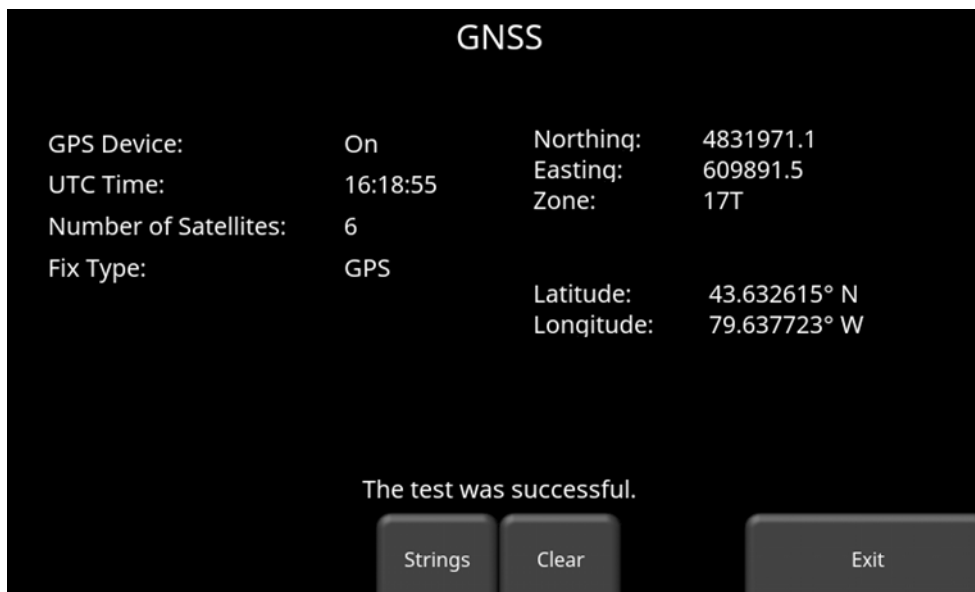 GNSS
GPS Device: On
UTC Time: 16:18:55
Number of Satellites: 6
Fix Type: GPS
Northing: 4831971.1
Easting: 609891.5
Zone: 17T
Latitude: 43.632615° N
Longitude: 79.637723° W
The test was successful.
Strings Clear Exit